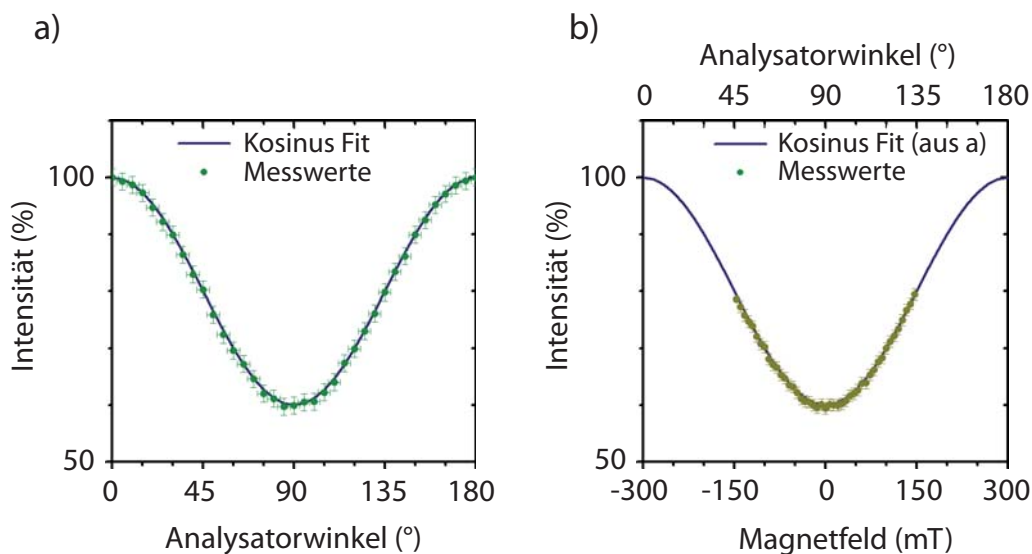 a)
Kosinus Fit
Messwerte
100
50
Intensität (%)
0 45 90 135 180
Analysatorwinkel (°)
b)
Analysatorwinkel (°)
0 45 90 135 180
Kosinus Fit (aus a)
Messwerte
100
50
Intensität (%)
-300 -150 0 150 300
Magnetfeld (mT)